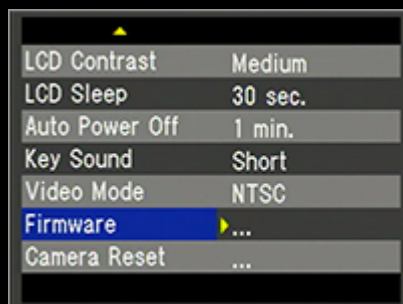 LCD Contrast Medium
LCD Sleep 30 sec.
Auto Power Off 1 min.
Key Sound Short
Video Mode NTSC
Firmware ...
Camera Reset ...